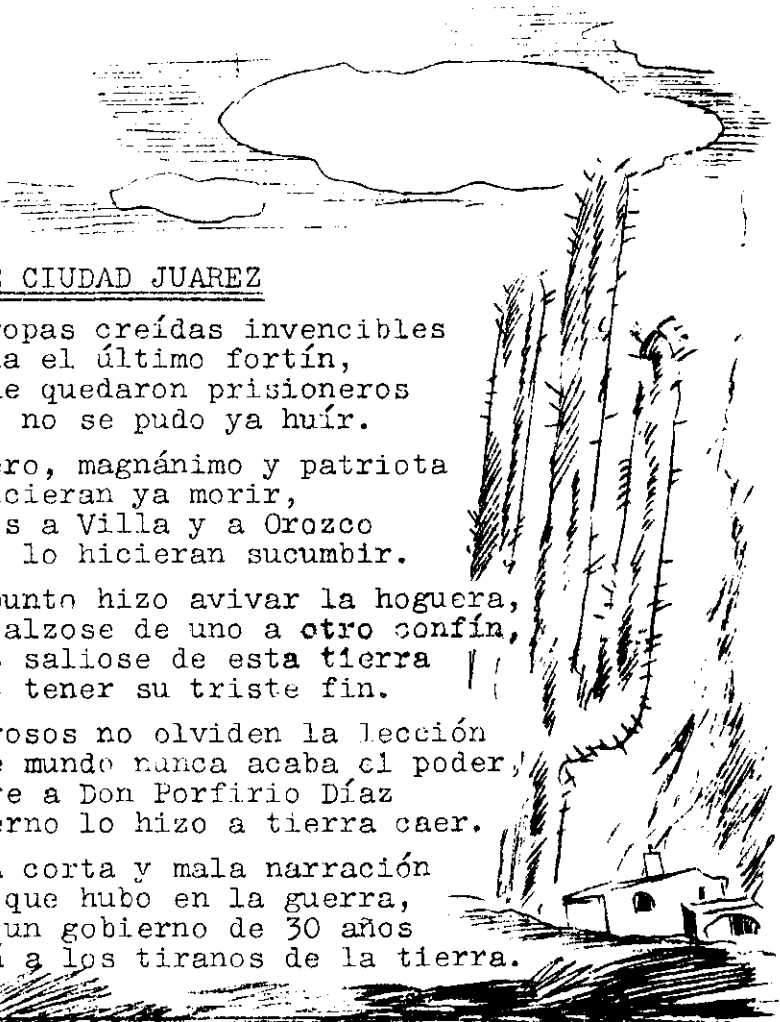 CIUDAD JUAREZ
opas creídas invencibles
a el último fortín,
e quedaron prisioneros
no se pudo ya huír.
ero, magnánimo y patriota
cieran ya morir,
s a Villa y a Orozco
lo hicieran sucumbir.
punto hizo avivar la hoguera,
alzose de uno a otro confín,
saliose de esta tierra
tener su triste fin.
rosos no olviden la lección
e mundo nunca acaba el poder,
re a Don Porfirio Díaz
erno lo hizo a tierra caer.
corta y mala narración
que hubo en la guerra,
un gobierno de 30 años
a los tiranos de la tierra.